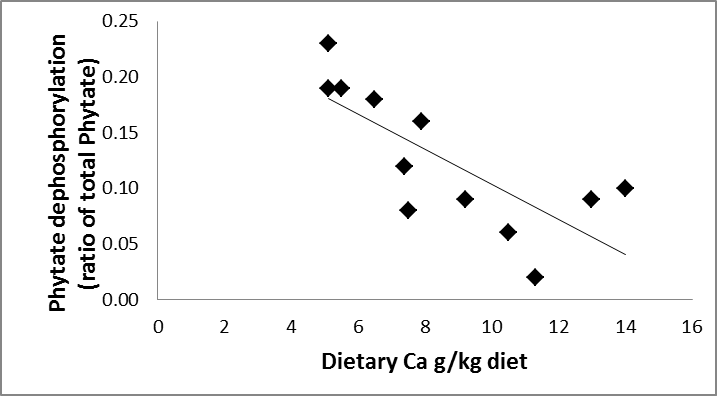 Phytate dephosphorylation
(ratio of total Phytate)
0.25
0.20
0.15
0.10
0.05
0.00
0 2 4 6 8 10 12 14 16
Dietary Ca g/kg diet